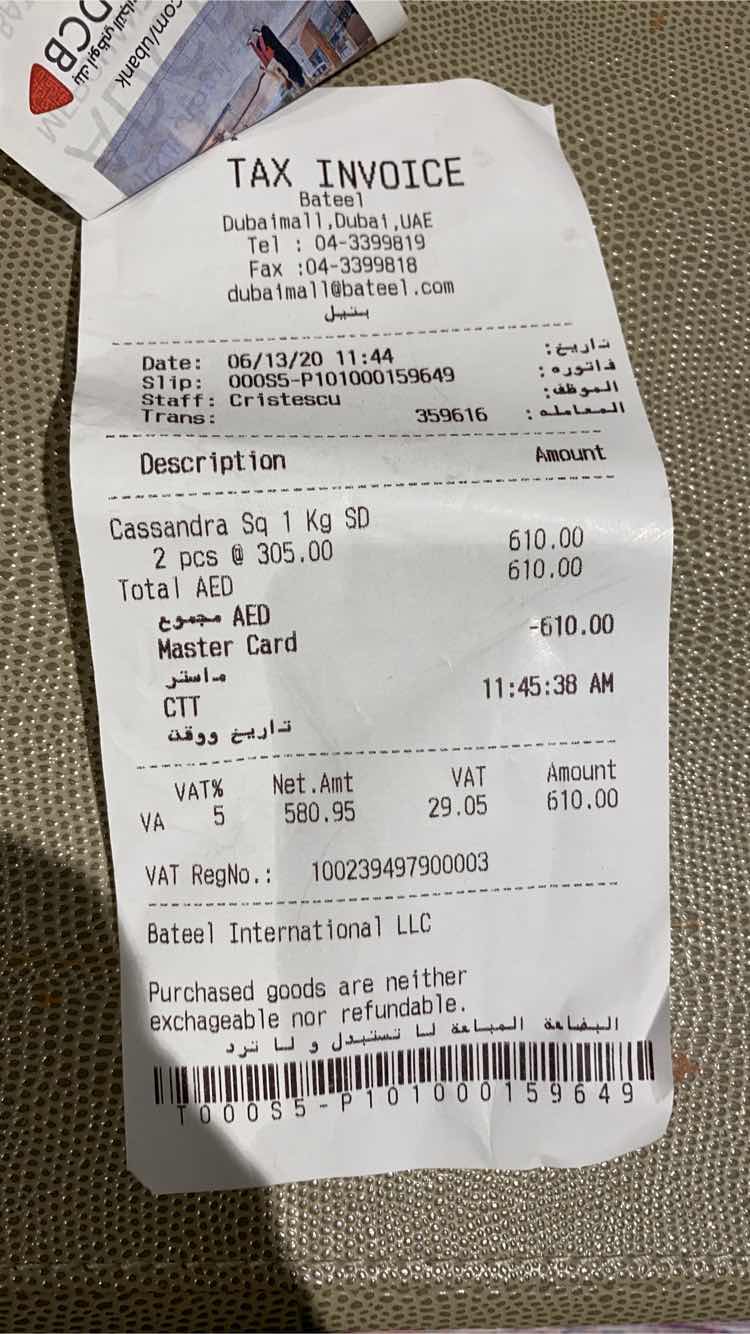 DCB
بنك أبوظبي التجاري
.com/ubank
TAX INVOICE
Bateel
Dubaimall,Dubai,UAE
Tel : 04-3399819
Fax :04-3399818
dubaimall@bateel.com
بتيل
Date: 06/13/20 11:44 تاريخ:
Slip: 000S5-P101000159649 فاتوره:
Staff: Cristescu الموظف:
Trans: 359616 المعامله:
Description Amount
Cassandra Sq 1 Kg SD
2 pcs @ 305.00 610.00
Total AED 610.00
مجموع AED
Master Card -610.00
ماستر
CTT 11:45:38 AM
تاريخ ووقت
VAT% Net.Amt VAT Amount
VA 5 580.95 29.05 610.00
VAT RegNo.: 100239497900003
Bateel International LLC
Purchased goods are neither
exchageable nor refundable.
البضاعة المباعة لا تستبدل و لا ترد
T000S5-P101000159649